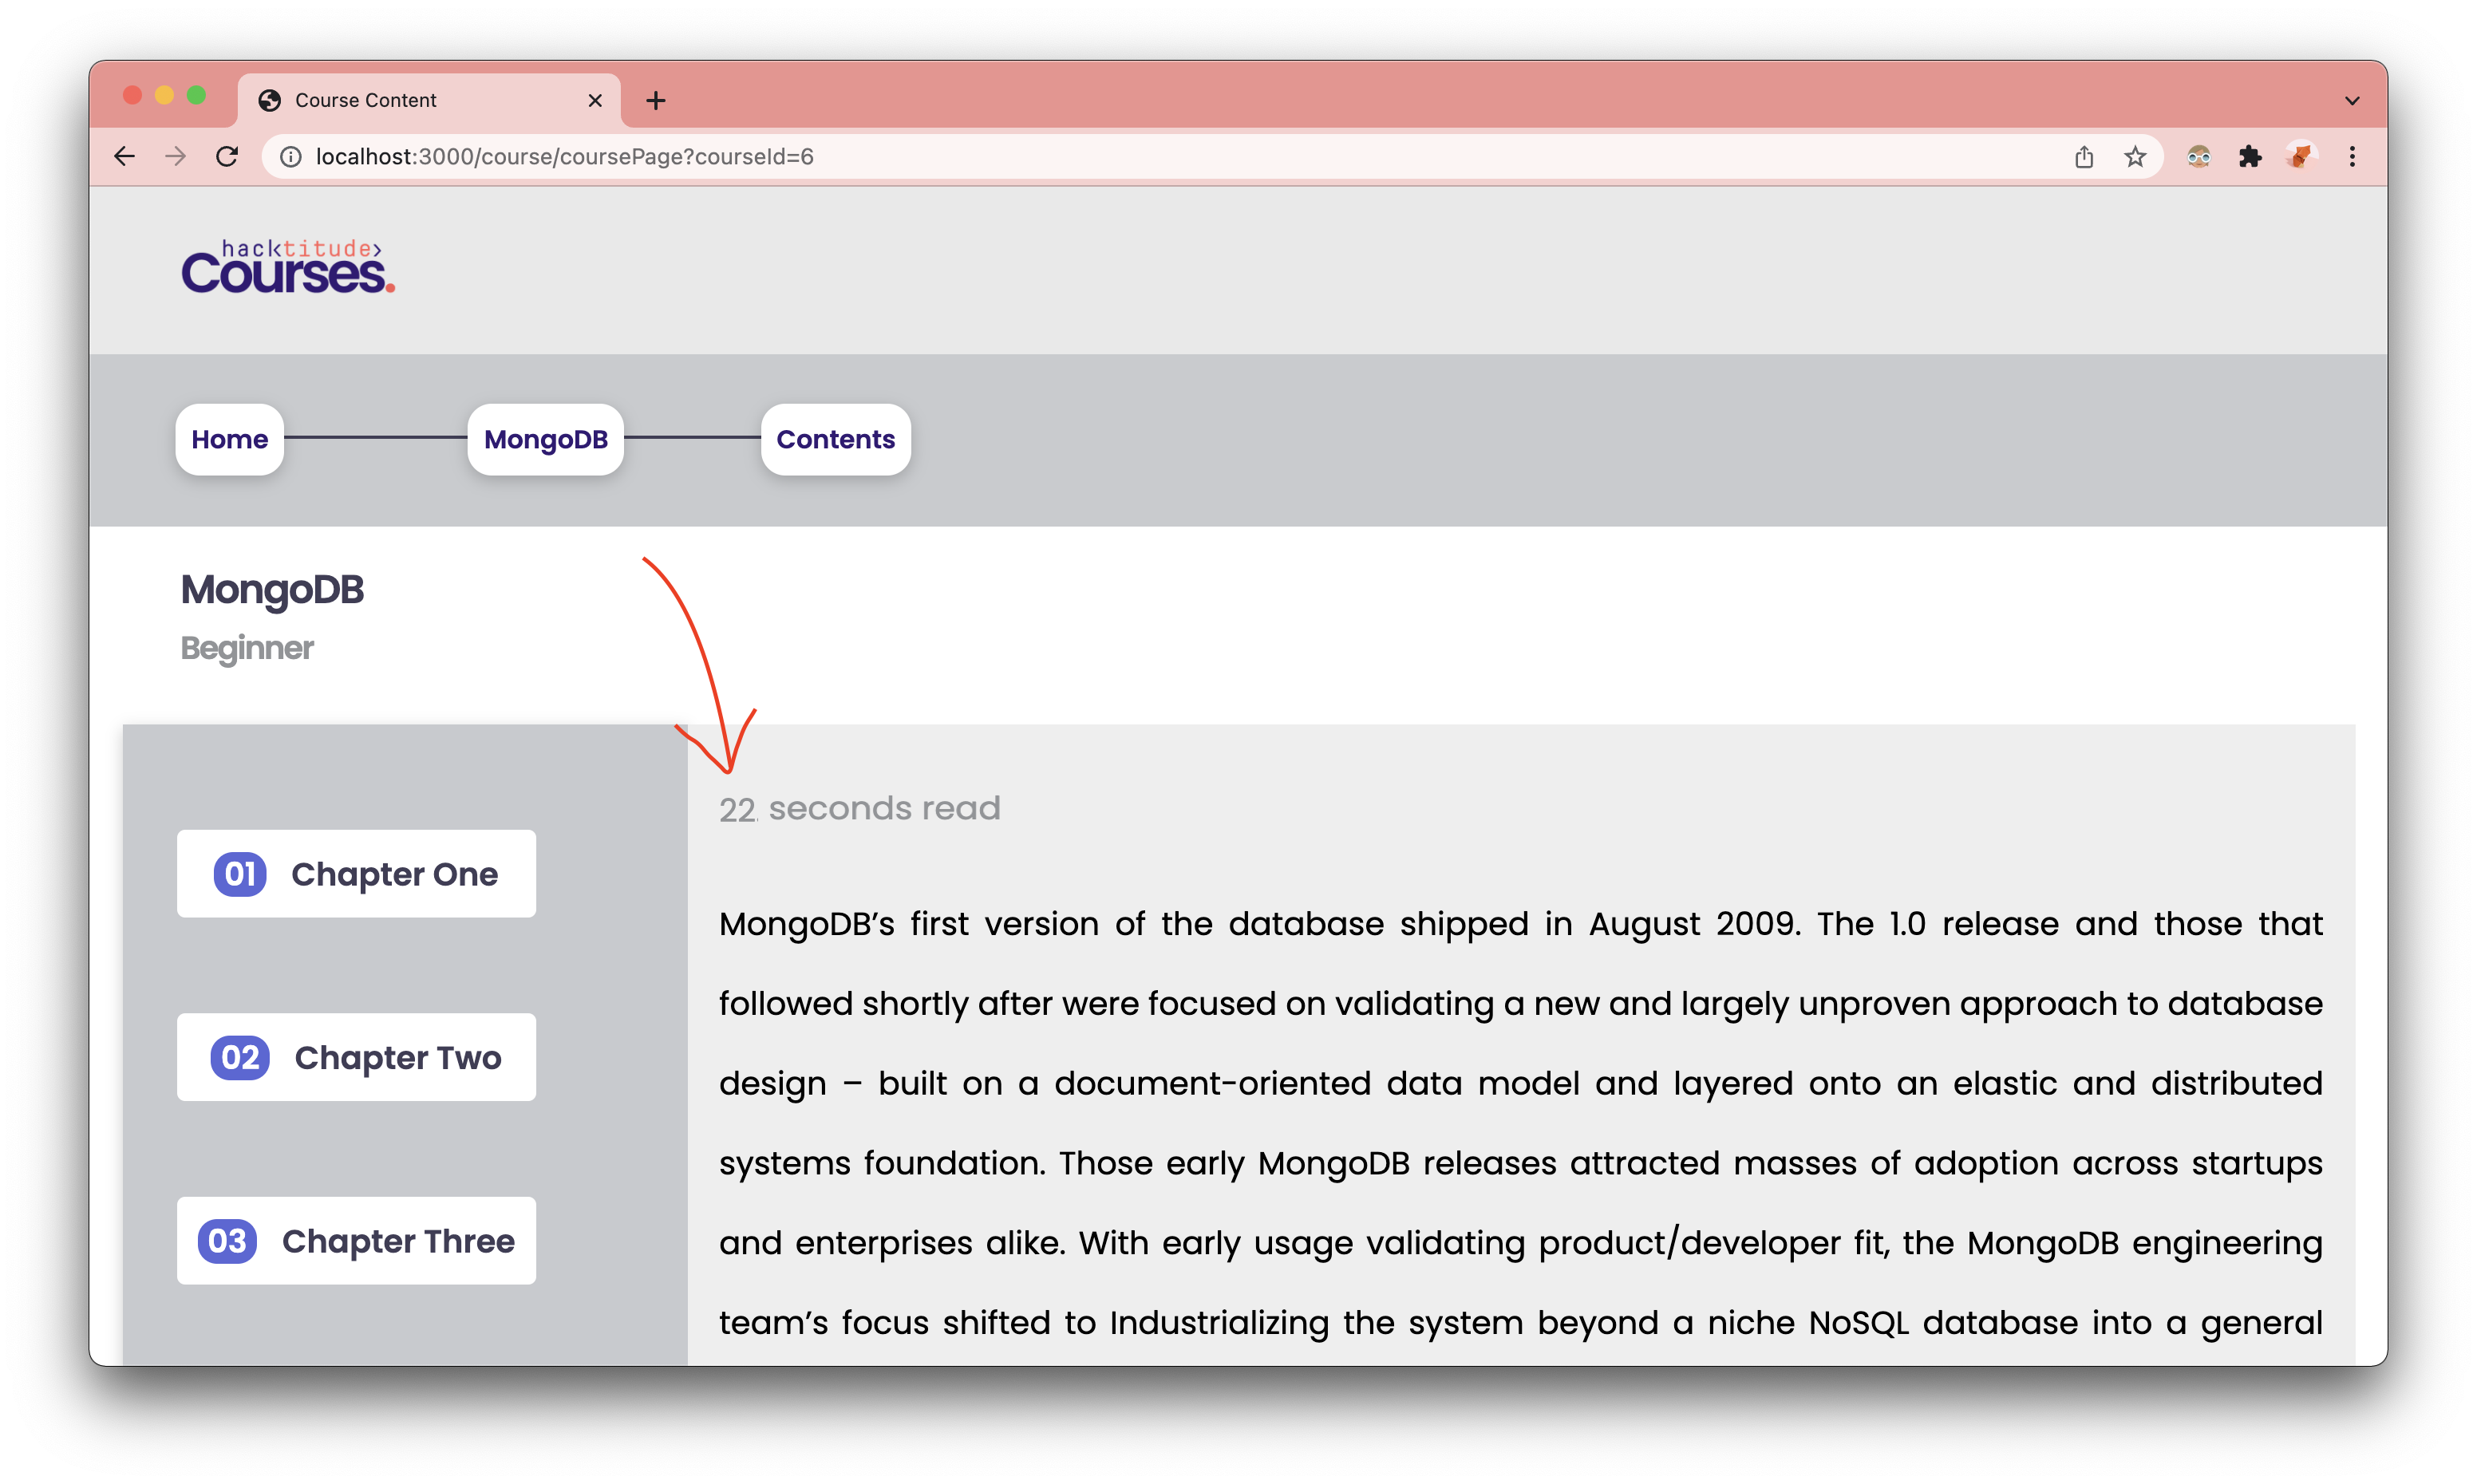 Course Content
localhost:3000/course/coursePage?courseId=6
hack<titude>
Courses.
Home
MongoDB
Contents
MongoDB
Beginner
22. seconds read
01 Chapter One
02 Chapter Two
03 Chapter Three
MongoDB’s first version of the database shipped in August 2009. The 1.0 release and those that
followed shortly after were focused on validating a new and largely unproven approach to database
design – built on a document-oriented data model and layered onto an elastic and distributed
systems foundation. Those early MongoDB releases attracted masses of adoption across startups
and enterprises alike. With early usage validating product/developer fit, the MongoDB engineering
team’s focus shifted to Industrializing the system beyond a niche NoSQL database into a general